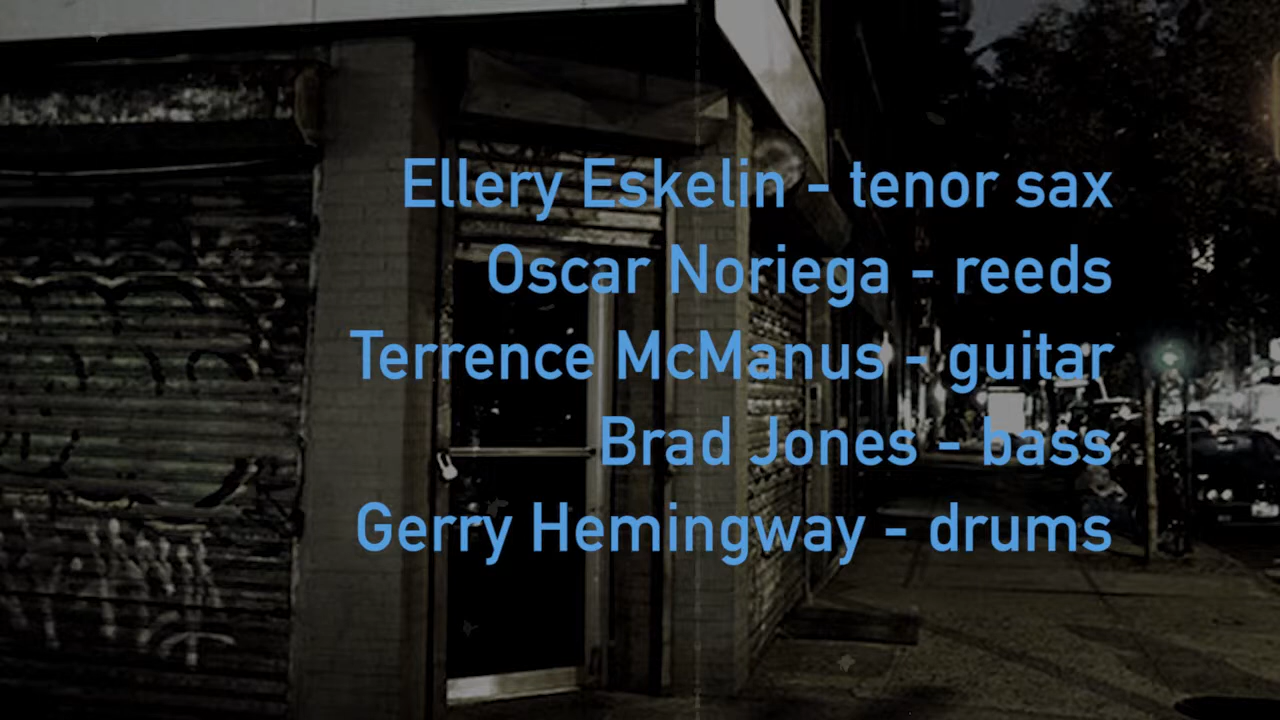 Ellery Eskelin - tenor sax
Oscar Noriega - reeds
Terrence McManus - guitar
Brad Jones - bass
Gerry Hemingway - drums